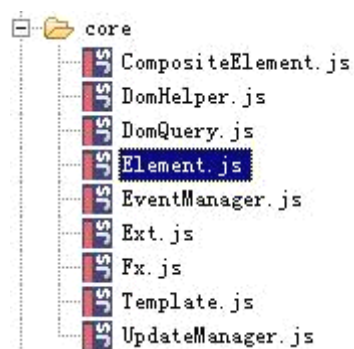 core
CompositeElement.js
DomHelper.js
DomQuery.js
Element.js
EventManager.js
Ext.js
Fx.js
Template.js
UpdateManager.js